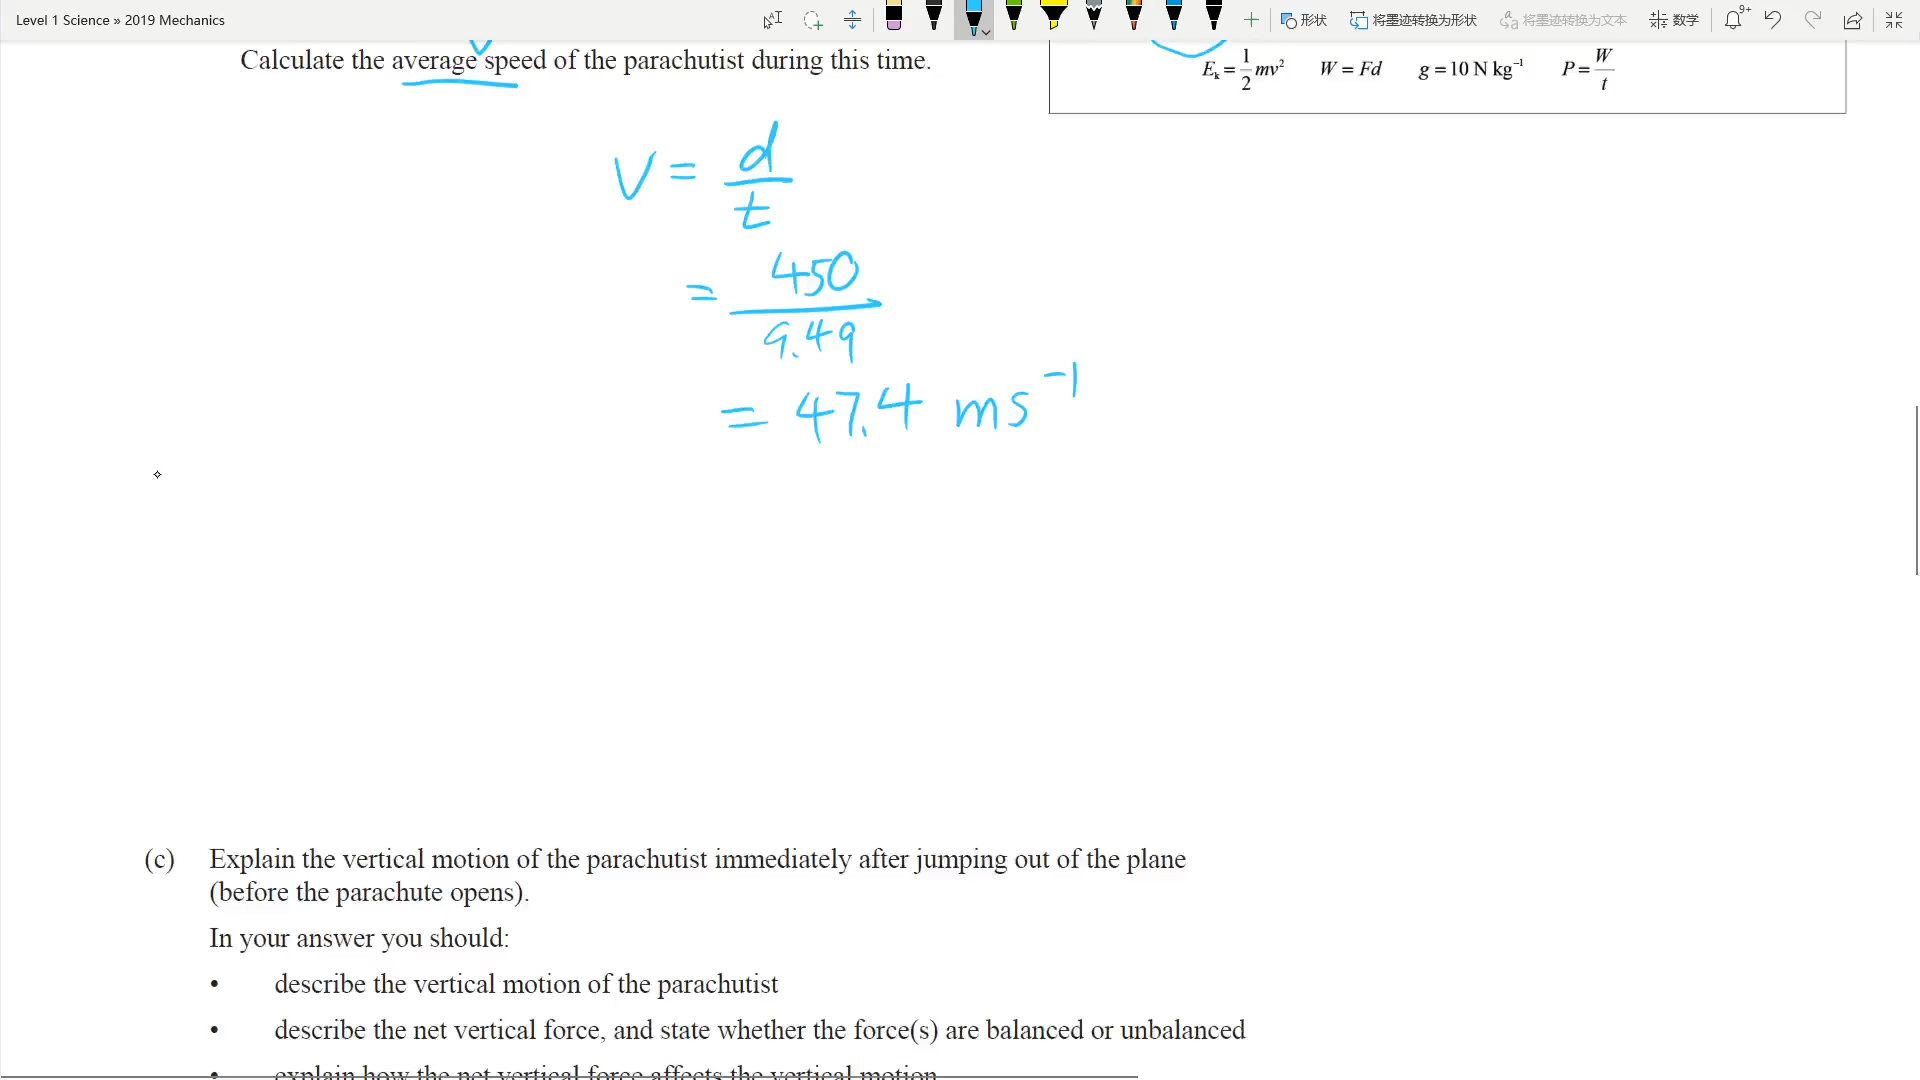 Level 1 Science » 2019 Mechanics
形状 将墨迹转换为形状 将墨迹转换为文本 数学 9+
Calculate the average speed of the parachutist during this time.
E_k = 1/2 mv² W = Fd g = 10 N kg⁻¹ P = W/t
V = d/t
= 450/9.49
= 47.4 ms⁻¹
(c) Explain the vertical motion of the parachutist immediately after jumping out of the plane
(before the parachute opens).
In your answer you should:
• describe the vertical motion of the parachutist
• describe the net vertical force, and state whether the force(s) are balanced or unbalanced
• explain how the net vertical force affects the vertical motion